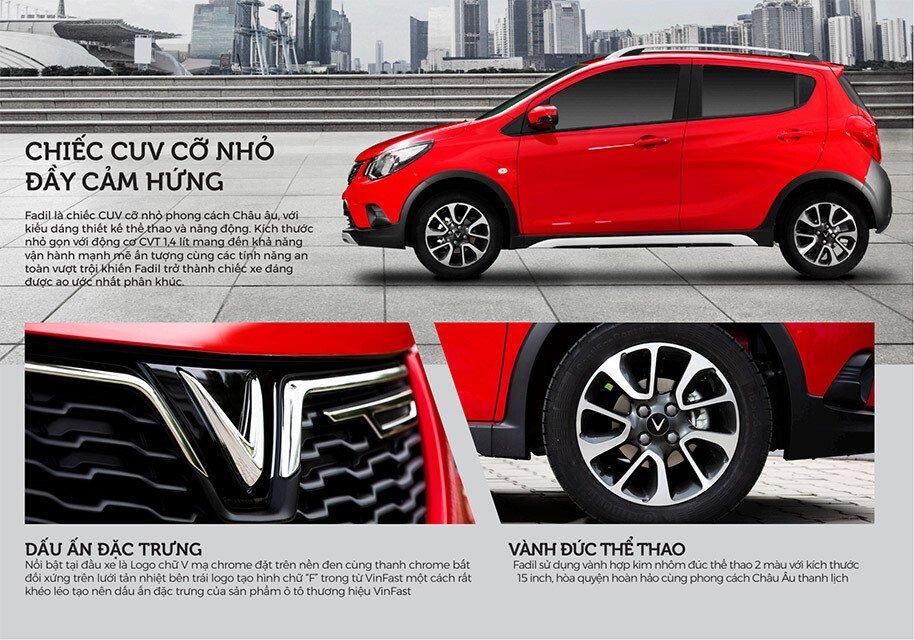 CHIẾC CUV CỠ NHỎ
ĐẦY CẢM HỨNG
Fadil là chiếc CUV cỡ nhỏ phong cách Châu âu, với
kiểu dáng thiết kế thể thao và năng động. Kích thước
nhỏ gọn với động cơ CVT 1,4 lít mang đến khả năng
vận hành mạnh mẽ ấn tượng cùng các tính năng an
toàn vượt trội khiến Fadil trở thành chiếc xe đáng
được ao ước nhất phân khúc.
DẤU ẤN ĐẶC TRƯNG
Nổi bật tại đầu xe là Logo chữ V mạ chrome đặt trên nền đen cùng thanh chrome bất
đối xứng trên lưới tản nhiệt bên trái logo tạo hình chữ “F” trong từ VinFast một cách rất
khéo léo tạo nên dấu ấn đặc trưng của sản phẩm ô tô thương hiệu VinFast
VÀNH ĐÚC THỂ THAO
Fadil sử dụng vành hợp kim nhôm đúc thể thao 2 màu với kích thước
15 inch, hòa quyện hoàn hảo cùng phong cách Châu Âu thanh lịch